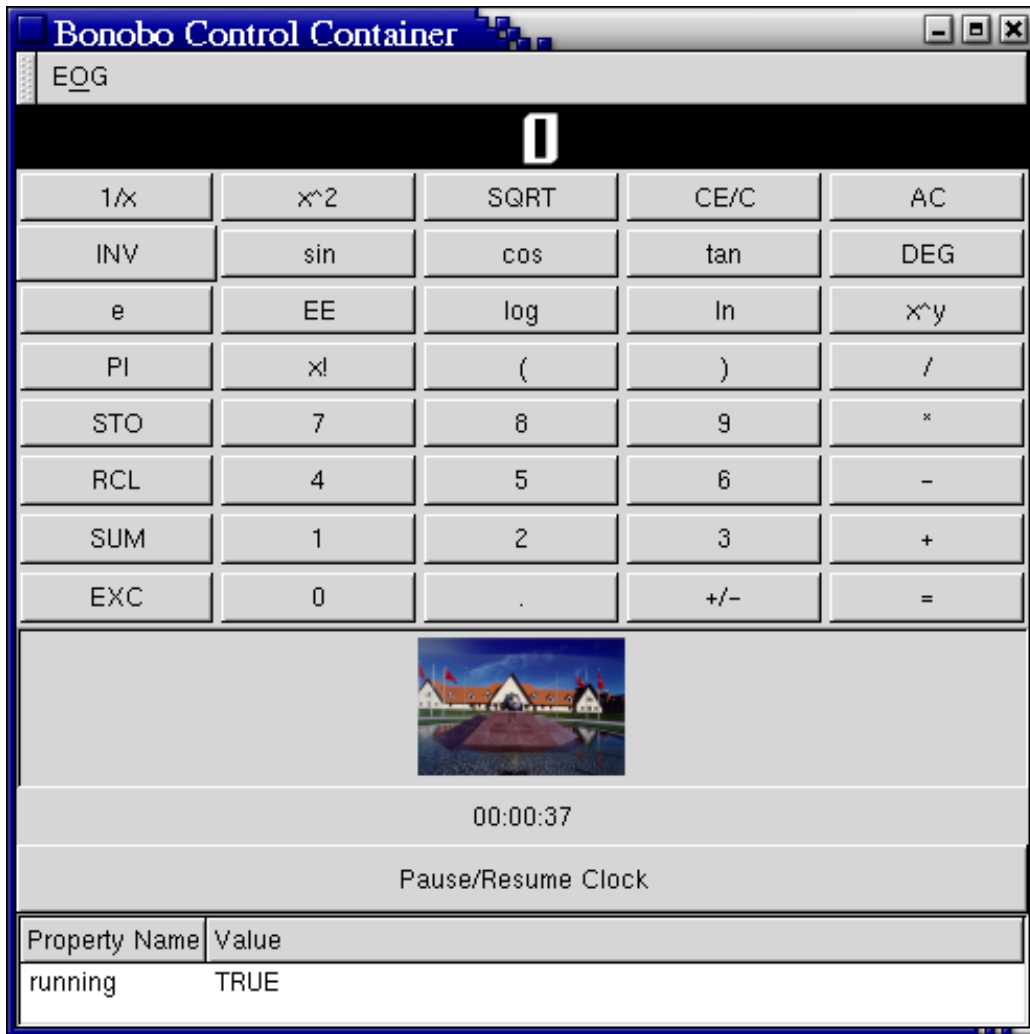 Bonobo Control Container
EOG
0
1/x x^2 SQRT CE/C AC
INV sin cos tan DEG
e EE log ln x^y
PI x! ( ) /
STO 7 8 9 *
RCL 4 5 6 -
SUM 1 2 3 +
EXC 0 . +/- =
00:00:37
Pause/Resume Clock
Property Name Value
running TRUE